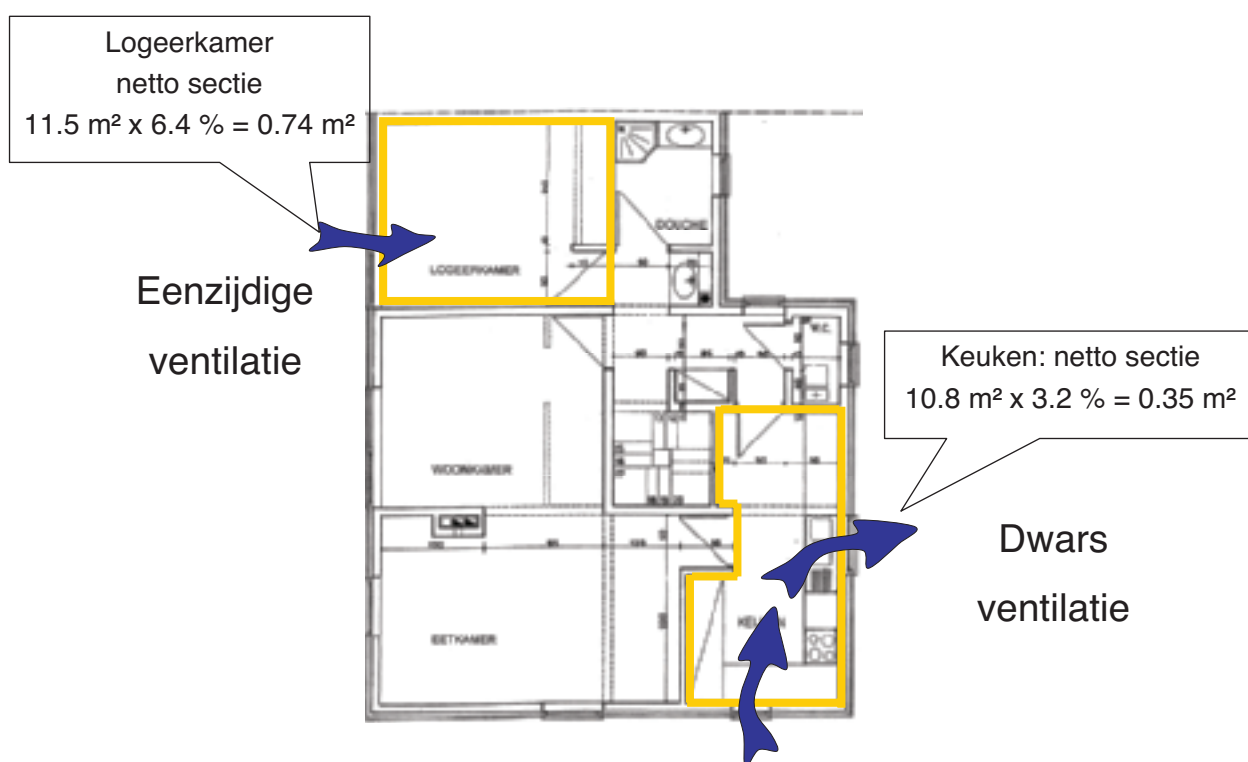 Logeerkamer
netto sectie
11.5 m² x 6.4 % = 0.74 m²
Eenzijdige
ventilatie
DOUCHE
LOGEERKAMER
W.C.
Keuken: netto sectie
10.8 m² x 3.2 % = 0.35 m²
WOONKAMER
Dwars
ventilatie
EETKAMER